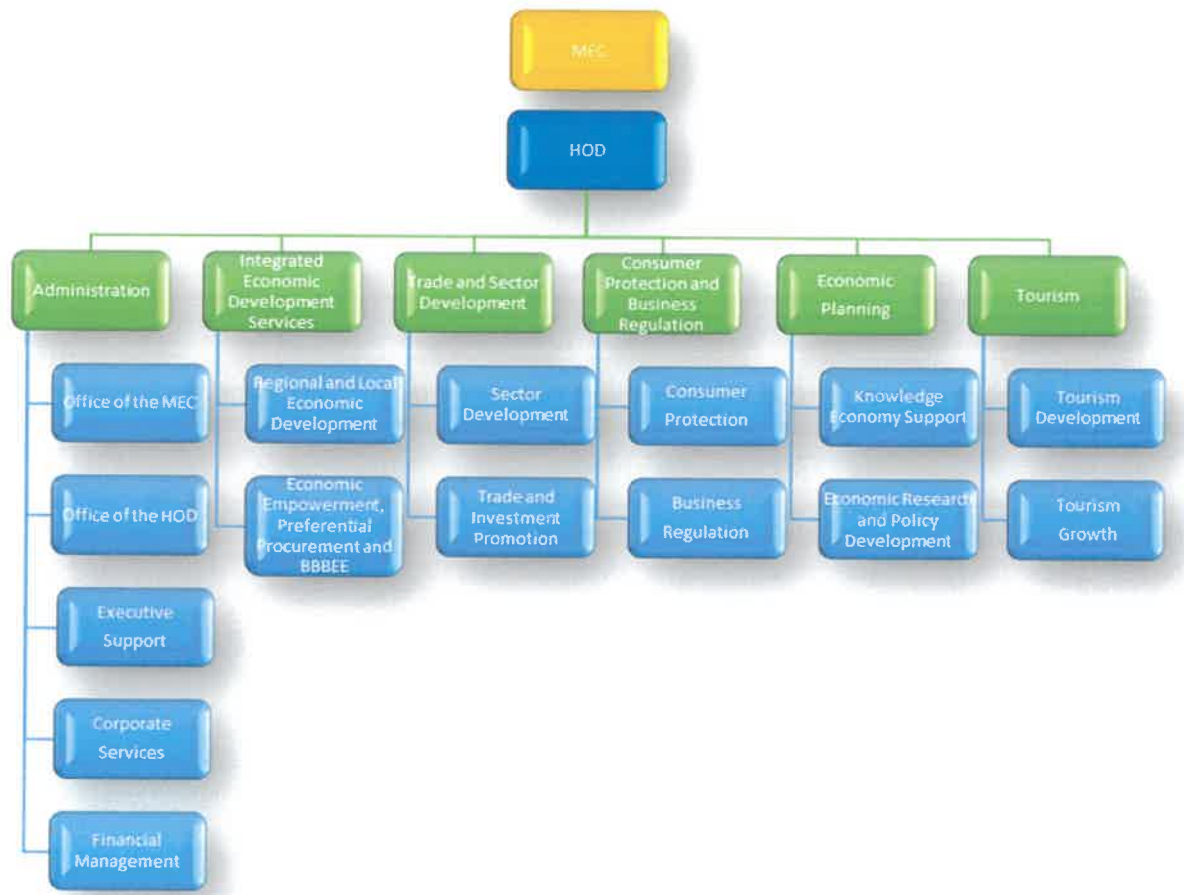 MEC
HOD
Administration
Integrated
Economic
Development
Services
Trade and Sector
Development
Consumer
Protection and
Business
Regulation
Economic
Planning
Tourism
Office of the MEC
Regional and Local
Economic
Development
Sector
Development
Consumer
Protection
Knowledge
Economy Support
Tourism
Development
Office of the HOD
Economic
Empowerment,
Preferential
Procurement and
BBBEE
Trade and
Investment
Promotion
Business
Regulation
Economic Research
and Policy
Development
Tourism
Growth
Executive
Support
Corporate
Services
Financial
Management